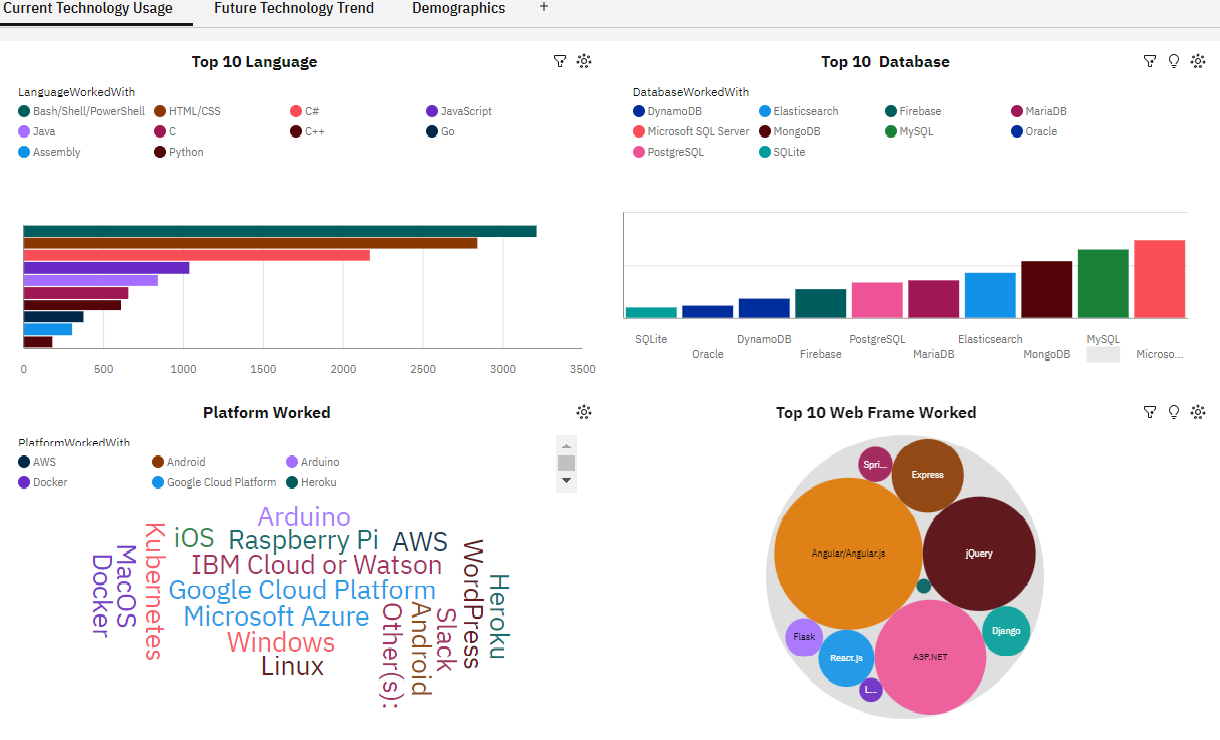 Current Technology Usage Future Technology Trend Demographics +
Top 10 Language
LanguageWorkedWith
Bash/Shell/PowerShell HTML/CSS C# JavaScript
Java C C++ Go
Assembly Python
0 500 1000 1500 2000 2500 3000 3500
Top 10 Database
DatabaseWorkedWith
DynamoDB Elasticsearch Firebase MariaDB
Microsoft SQL Server MongoDB MySQL Oracle
PostgreSQL SQLite
SQLite DynamoDB PostgreSQL Elasticsearch MySQL
Oracle Firebase MariaDB MongoDB Microso...
Platform Worked
PlatformWorkedWith
AWS Android Arduino
Docker Google Cloud Platform Heroku
Arduino
iOS Raspberry Pi AWS
IBM Cloud or Watson
Google Cloud Platform
Microsoft Azure
Windows
Linux
Docker
MacOS
Kubernetes
Other(s):
Android
Slack
WordPress
Heroku
Top 10 Web Frame Worked
Spri...
Express
Angular/Angular.js
jQuery
Flask
Django
React.js
ASP.NET
L...